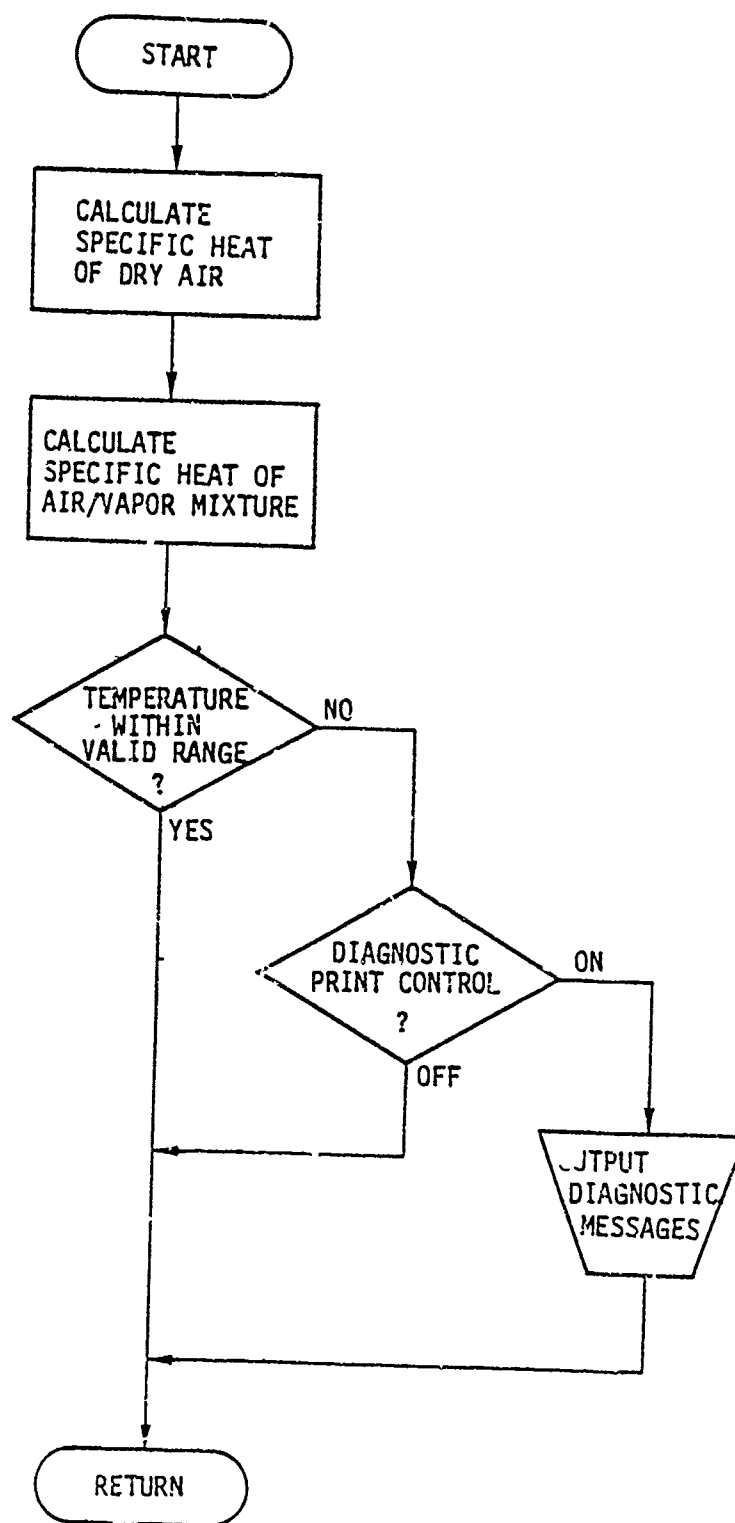 START
CALCULATE
SPECIFIC HEAT
OF DRY AIR
CALCULATE
SPECIFIC HEAT OF
AIR/VAPOR MIXTURE
TEMPERATURE
WITHIN
VALID RANGE
?
NO
YES
DIAGNOSTIC
PRINT CONTROL
?
ON
OFF
DIAGNOSTIC
MESSAGES
RETURN